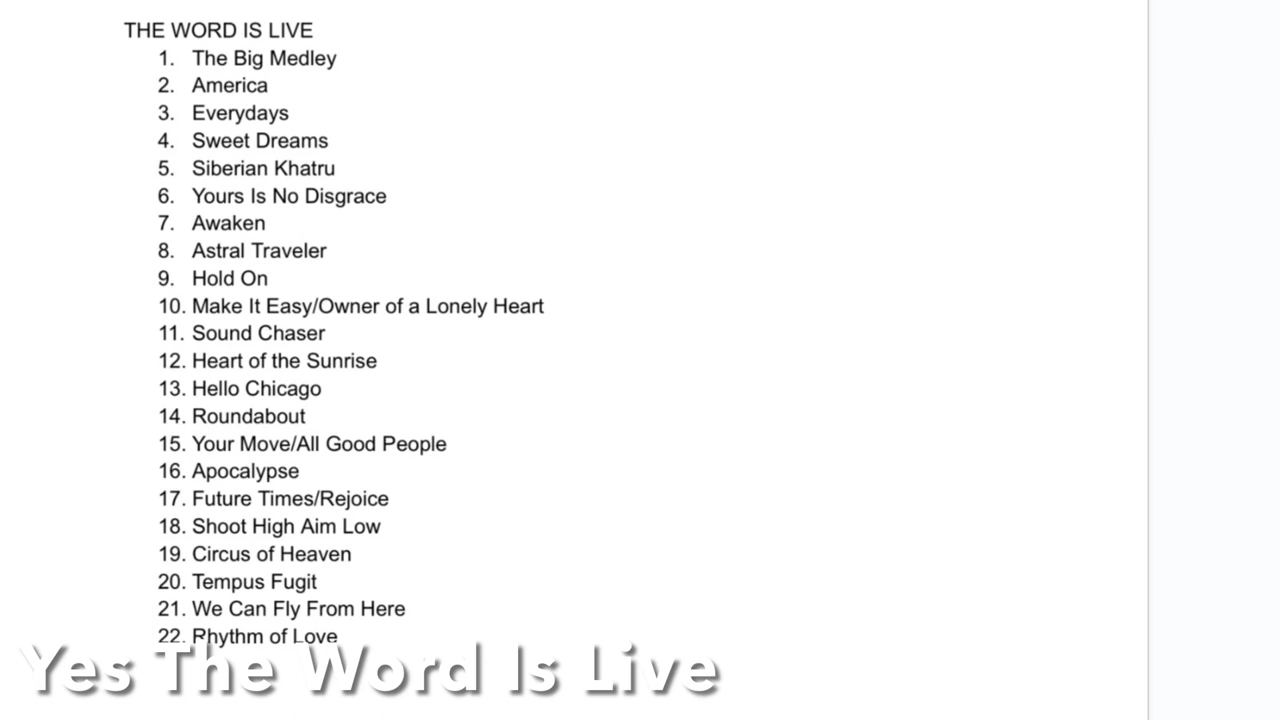 THE WORD IS LIVE
1. The Big Medley
2. America
3. Everydays
4. Sweet Dreams
5. Siberian Khatru
6. Yours Is No Disgrace
7. Awaken
8. Astral Traveler
9. Hold On
10. Make It Easy/Owner of a Lonely Heart
11. Sound Chaser
12. Heart of the Sunrise
13. Hello Chicago
14. Roundabout
15. Your Move/All Good People
16. Apocalypse
17. Future Times/Rejoice
18. Shoot High Aim Low
19. Circus of Heaven
20. Tempus Fugit
21. We Can Fly From Here
22. Rhythm of Love
Yes The Word Is Live